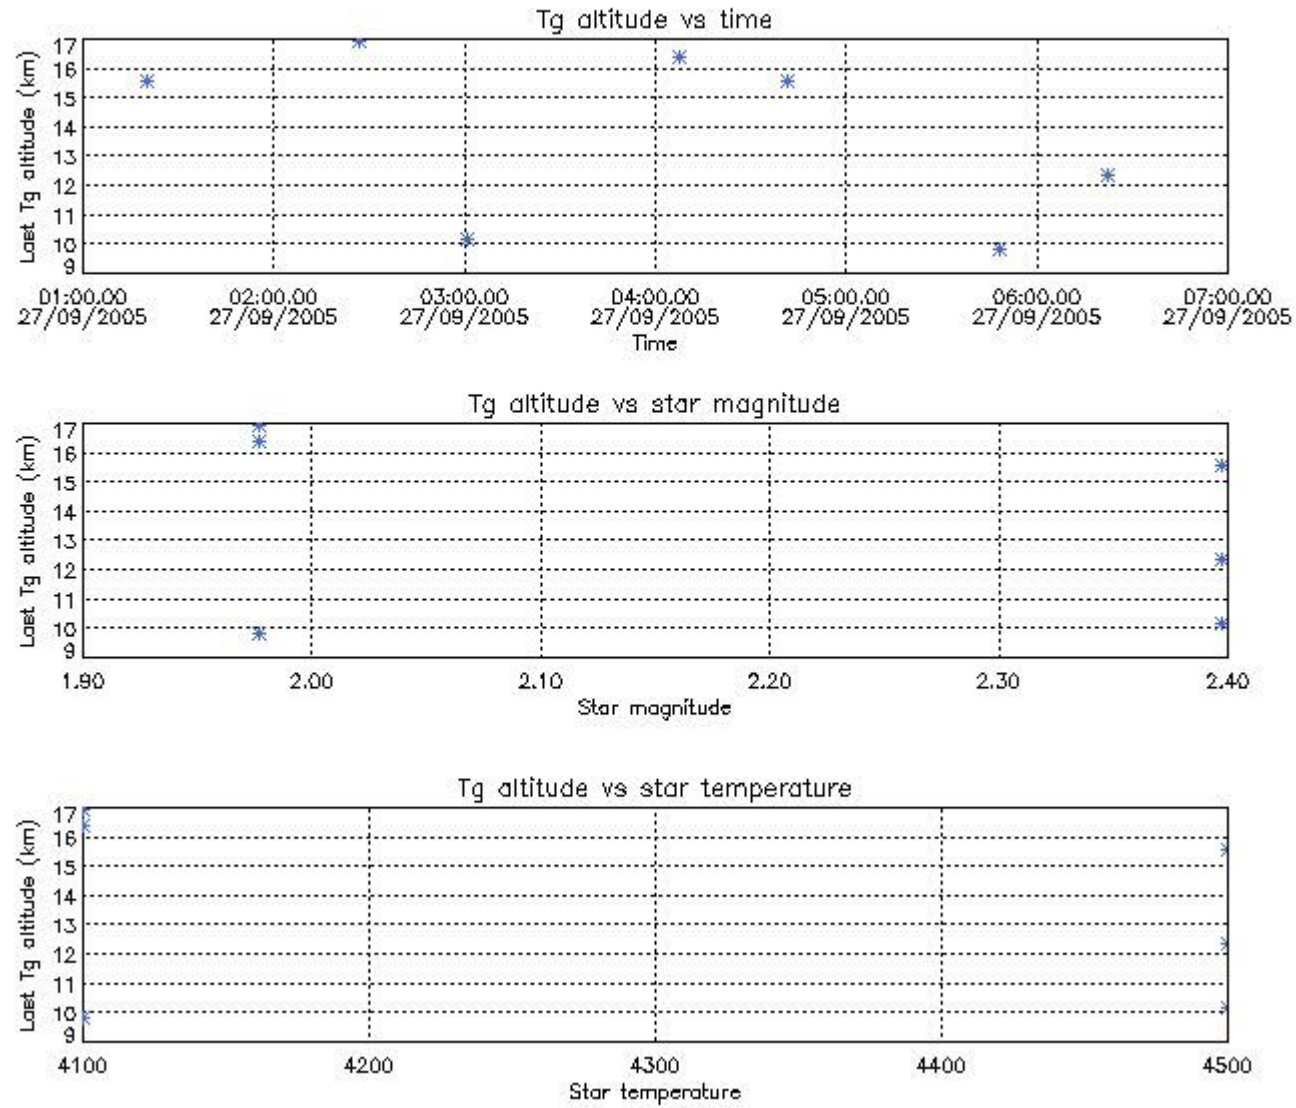 Tg altitude vs time
Last Tg altitude (km)
17
16
15
14
13
12
11
10
9
01:00.00 02:00.00 03:00.00 04:00.00 05:00.00 06:00.00 07:00.00
27/09/2005 27/09/2005 27/09/2005 27/09/2005 27/09/2005 27/09/2005 27/09/2005
Time
Tg altitude vs star magnitude
Last Tg altitude (km)
17
16
15
14
13
12
11
10
9
1.90 2.00 2.10 2.20 2.30 2.40
Star magnitude
Tg altitude vs star temperature
Last Tg altitude (km)
17
16
15
14
13
12
11
10
9
4100 4200 4300 4400 4500
Star temperature